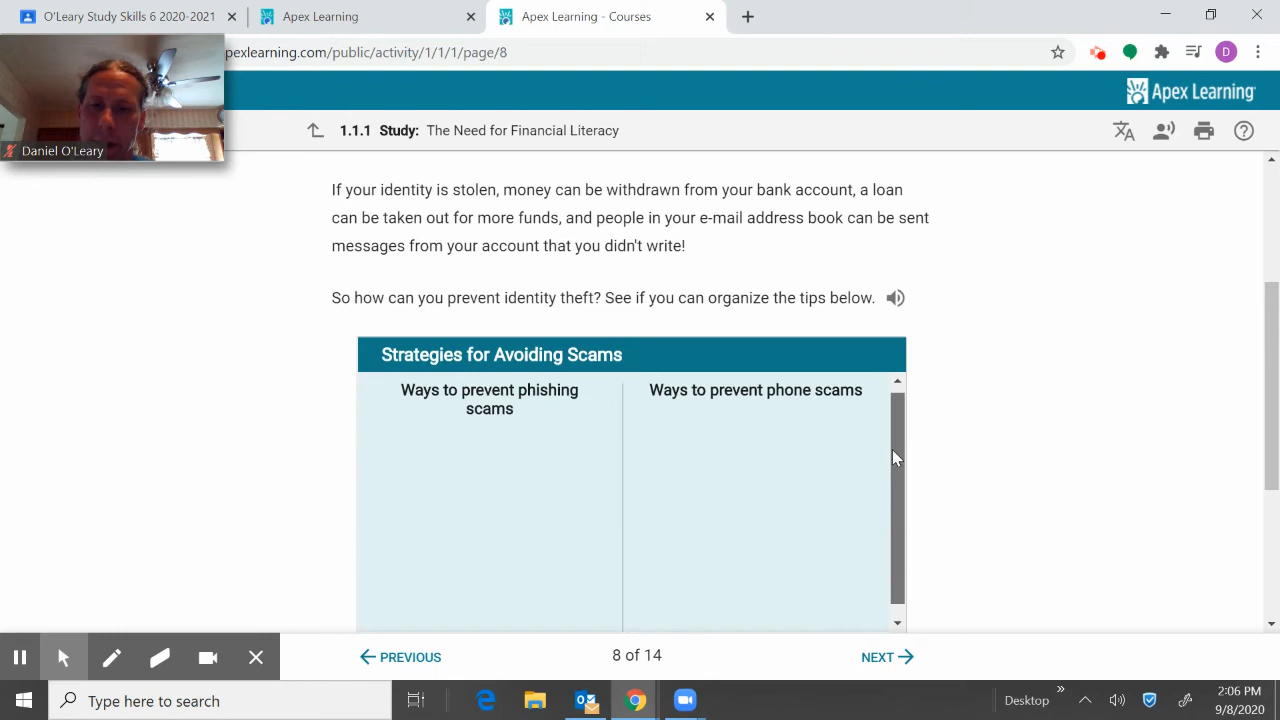 O'Leary Study Skills 6 2020-2021
Apex Learning
Apex Learning - Courses
pexlearning.com/public/activity/1/1/1/page/8
D
Apex Learning
Daniel O'Leary
1.1.1 Study: The Need for Financial Literacy
If your identity is stolen, money can be withdrawn from your bank account, a loan
can be taken out for more funds, and people in your e-mail address book can be sent
messages from your account that you didn't write!
So how can you prevent identity theft? See if you can organize the tips below.
Strategies for Avoiding Scams
Ways to prevent phishing
scams
Ways to prevent phone scams
PREVIOUS
8 of 14
NEXT
Type here to search
Desktop
2:06 PM
9/8/2020